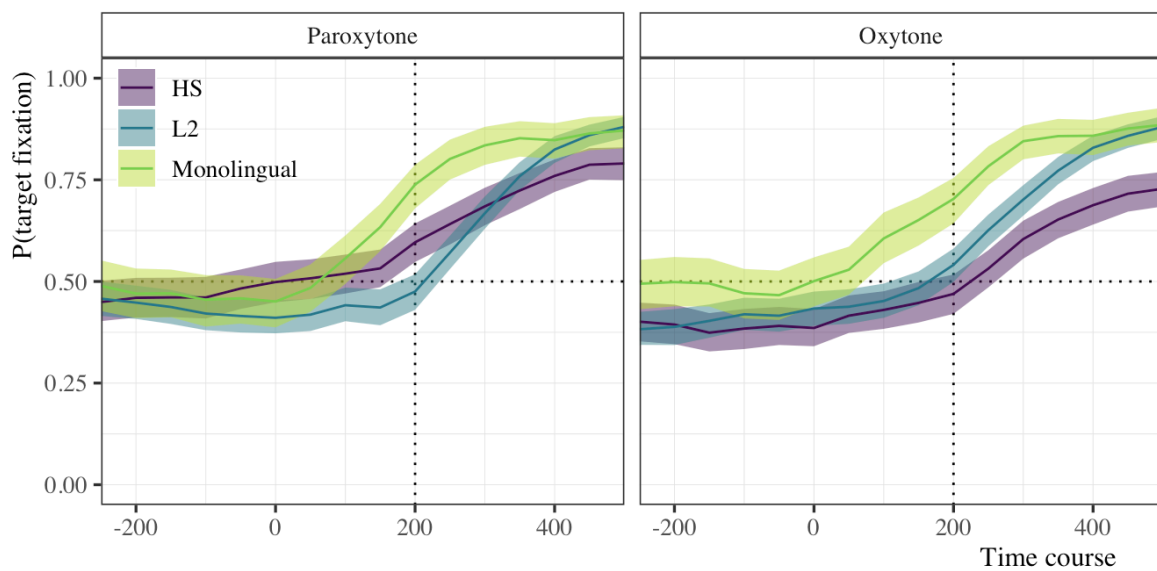 Paroxytone
Oxytone
P(target fixation)
1.00
0.75
0.50
0.25
0.00
HS
L2
Monolingual
-200 0 200 400
-200 0 200 400
Time course